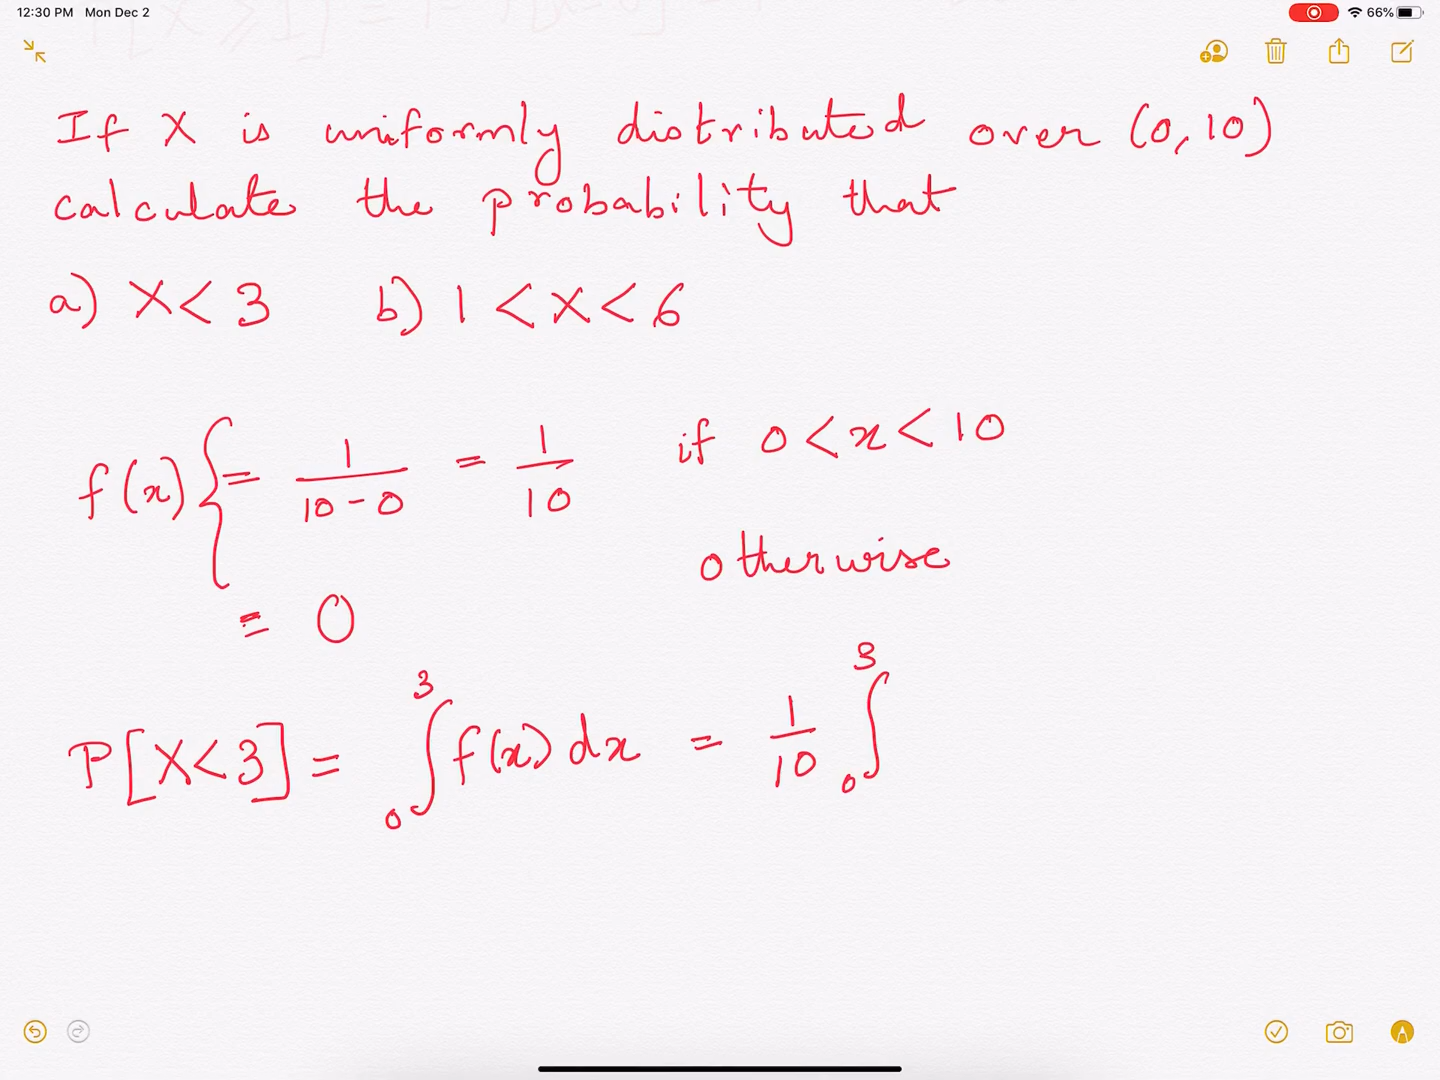 12:30 PM Mon Dec 2 66%
If X is uniformly distributed over (0, 10)
calculate the probability that
a) X < 3 b) 1 < X < 6
f(x) { = 1/(10 - 0) = 1/10 if 0 < x < 10
otherwise
= 0
P[X < 3] = ∫₀³ f(x) dx = 1/10 ∫₀³